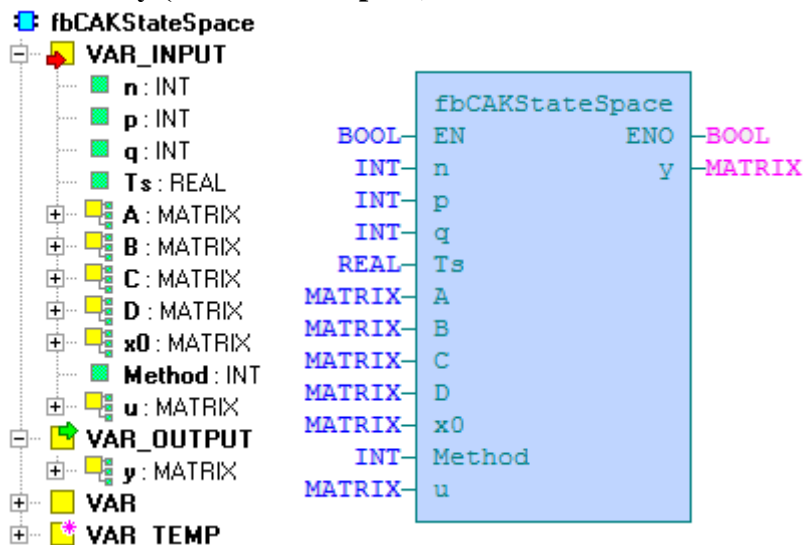 fbCAKStateSpace
VAR_INPUT
n : INT
p : INT
q : INT
Ts : REAL
A : MATRIX
B : MATRIX
C : MATRIX
D : MATRIX
x0 : MATRIX
Method : INT
u : MATRIX
VAR_OUTPUT
y : MATRIX
VAR
VAR_TEMP
fbCAKStateSpace
BOOL EN ENO BOOL
INT n y MATRIX
INT p
INT q
REAL Ts
MATRIX A
MATRIX B
MATRIX C
MATRIX D
MATRIX x0
INT Method
MATRIX u